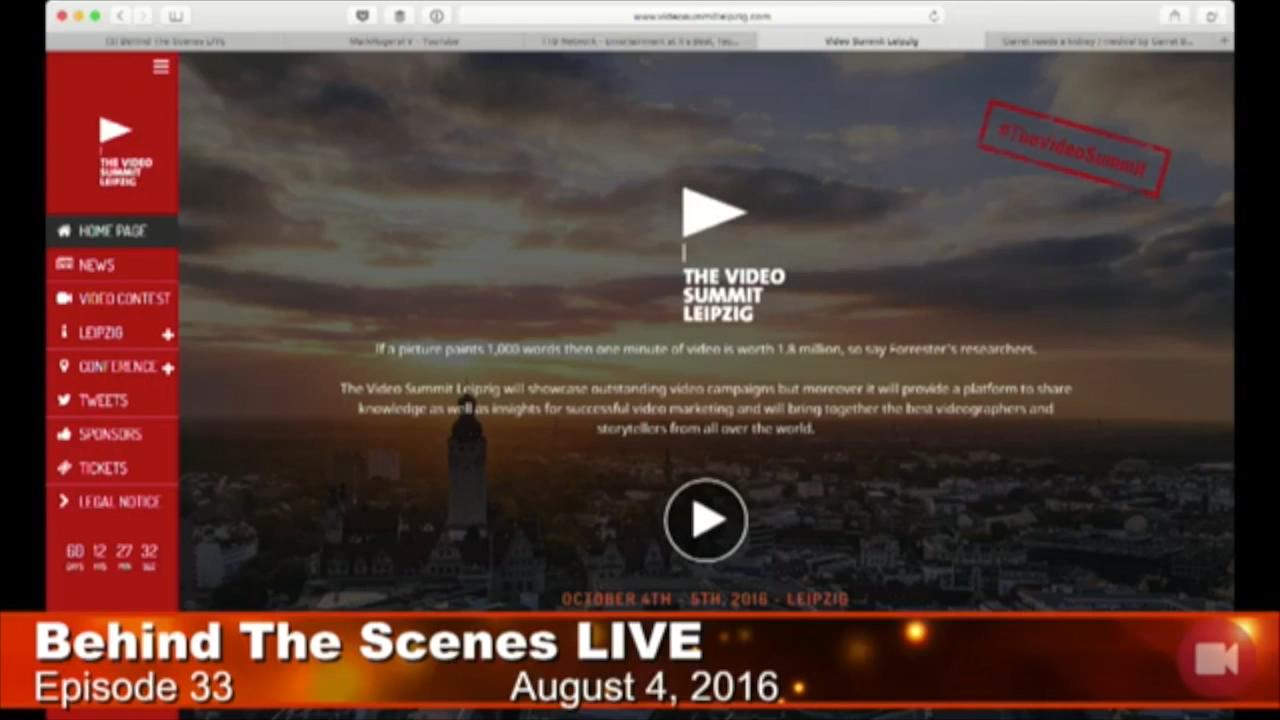 www.videosummitleipzig.com
(2) Behind The Scenes LIVE
Video Summit Leipzig
THE VIDEO
SUMMIT
LEIPZIG
HOME PAGE
NEWS
VIDEO CONTEST
LEIPZIG
CONFERENCE
TWEETS
SPONSORS
TICKETS
LEGAL NOTICE
60 12 27 32
DAYS HRS MIN SEC
#TheVideoSummit
THE VIDEO
SUMMIT
LEIPZIG
If a picture paints 1,000 words then one minute of video is worth 1.8 million, so say Forrester's researchers.
The Video Summit Leipzig will showcase outstanding video campaigns but moreover it will provide a platform to share
knowledge as well as insights for successful video marketing and will bring together the best videographers and
storytellers from all over the world.
OCTOBER 4TH - 5TH, 2016 - LEIPZIG
Behind The Scenes LIVE
Episode 33 August 4, 2016